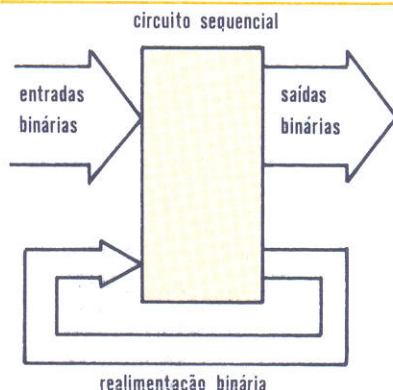 circuito sequencial
entradas
binárias
saídas
binárias
realimentação binária